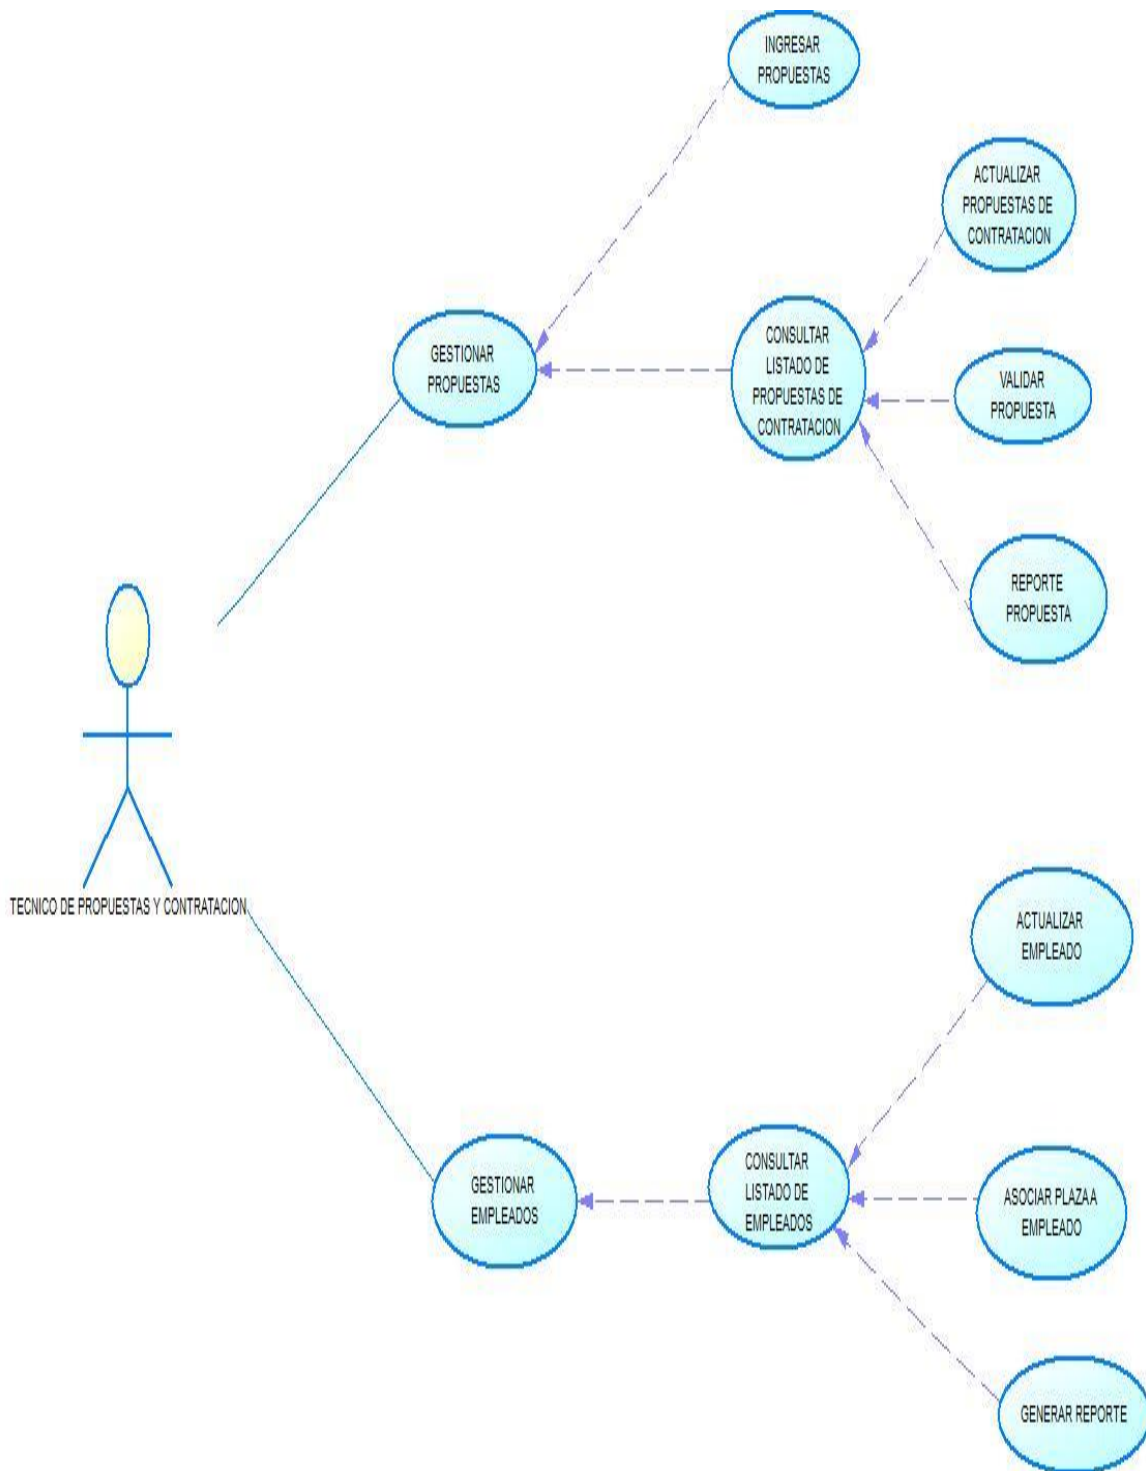 INGRESAR
PROPUESTAS
ACTUALIZAR
PROPUESTAS DE
CONTRATACION
GESTIONAR
PROPUESTAS
CONSULTAR
LISTADO DE
PROPUESTAS DE
CONTRATACION
VALIDAR
PROPUESTA
REPORTE
PROPUESTA
TECNICO DE PROPUESTAS Y CONTRATACION
ACTUALIZAR
EMPLEADO
GESTIONAR
EMPLEADOS
CONSULTAR
LISTADO DE
EMPLEADOS
ASOCIAR PLAZA A
EMPLEADO
GENERAR REPORTE